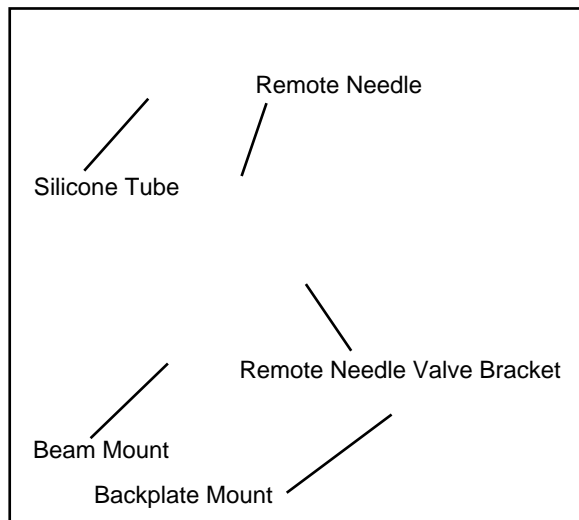 Remote Needle
Silicone Tube
Remote Needle Valve Bracket
Beam Mount
Backplate Mount